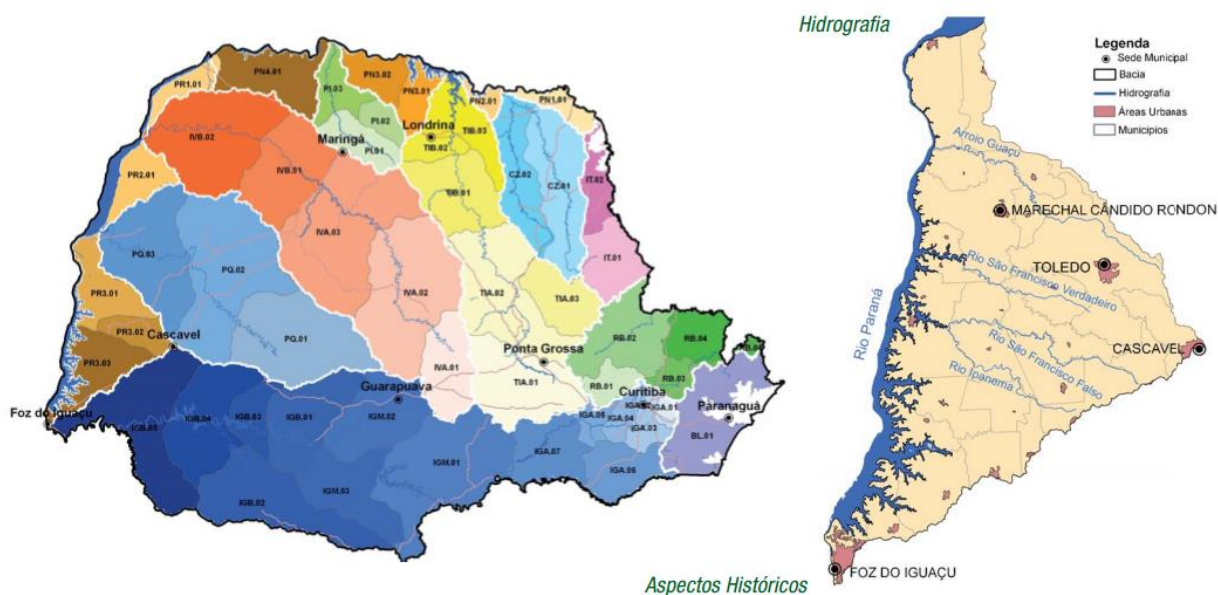 Hidrografia
Legenda
Sede Municipal
Bacia
Hidrografia
Áreas Urbanas
Municípios
PR1.01
PN4.01
PI.03
PN3.02
PN3.01
PN2.01
PN1.01
IVB.02
Maringá
PI.02
PI.01
Londrina
TIB.03
TIB.02
CZ.02
CZ.01
IT.02
PR2.01
IVB.01
TIB.01
IVA.03
IT.01
PQ.03
PQ.02
IVA.02
TIA.02
TIA.03
PR3.01
PR3.02
Cascavel
PR3.03
PQ.01
IVA.01
Ponta Grossa
TIA.01
RB.02
RB.04
RB.03
RB.01
Guarapuava
Curitiba
Paranaguá
Foz do Iguaçu
IGB.04
IGB.03
IGB.01
IGM.02
IGA.01
IGA.04
IGA.03
BL.01
IGM.01
IGA.07
IGB.02
IGM.03
Arroio Guaçu
MARECHAL CÂNDIDO RONDON
TOLEDO
Rio São Francisco Verdadeiro
Rio Paraná
CASCAVEL
Rio São Francisco Falso
Rio Ipanema
FOZ DO IGUAÇU
Aspectos Históricos